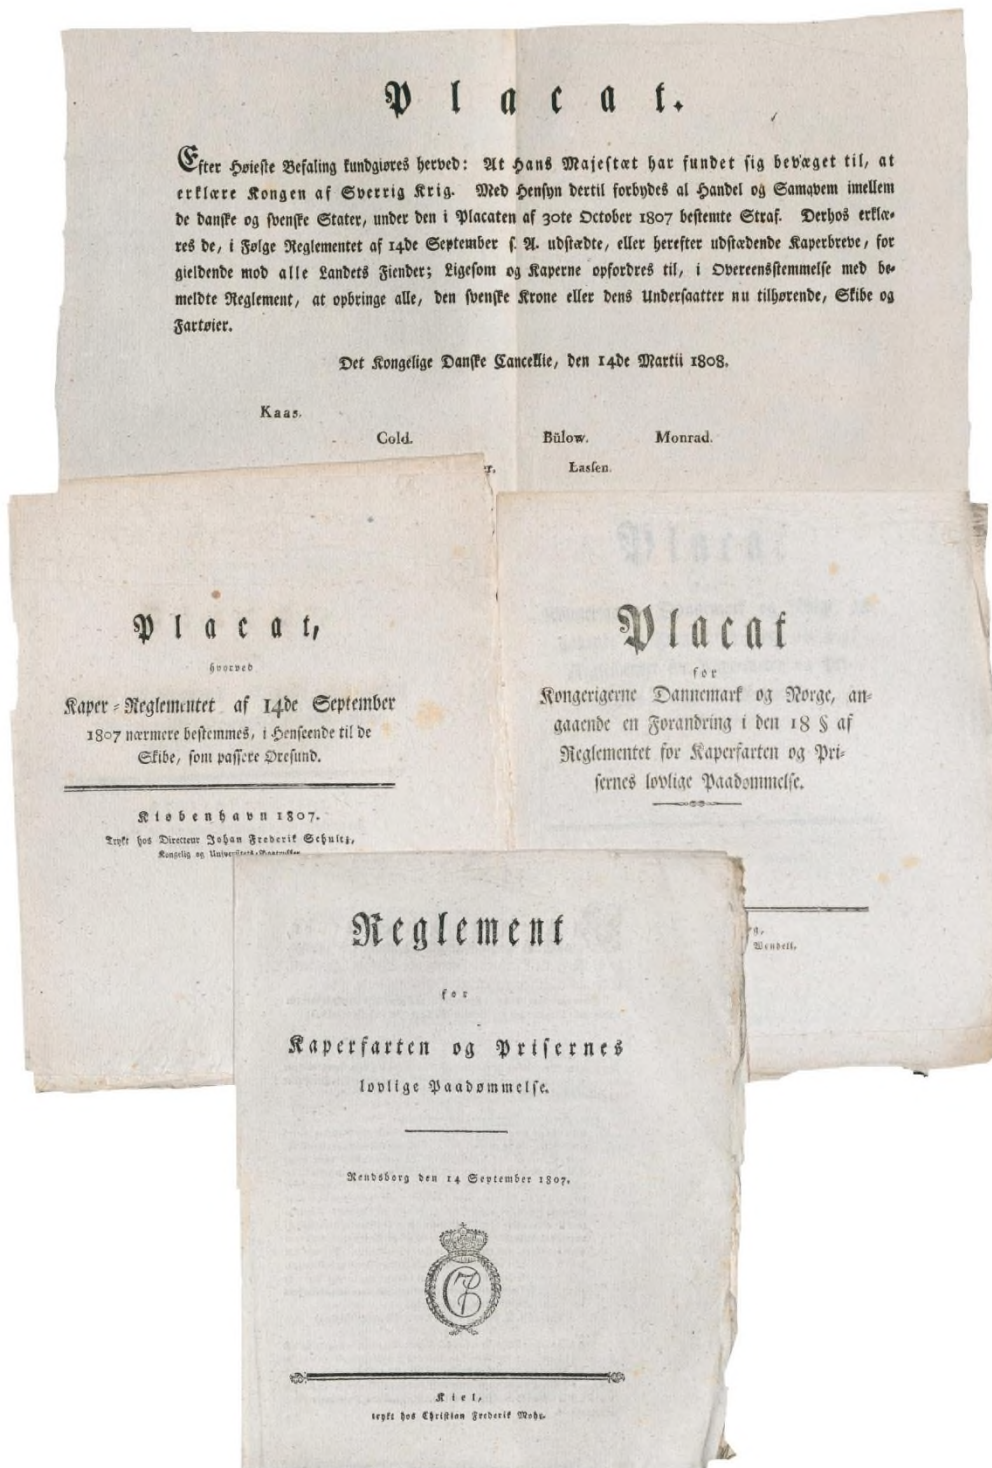 Placat.
Efter Høieste Befaling kundgiøres herved: At Hans Majestæt har fundet sig bevæget til, at
erklære Kongen af Sverrig Krig. Med Hensyn dertil forbydes al Handel og Samqvem imellem
de danske og svenske Stater, under den i Placaten af 30te October 1807 bestemte Straf. Derhos erklæ-
res de, i Følge Reglementet af 14de September s. A. udstædte, eller herefter udstædende Kaperbreve, for
gieldende mod alle Landets Fiender; Ligesom og Kaperne opfordres til, i Overeensstemmelse med be-
meldte Reglement, at opbringe alle, den svenske Krone eller dens Undersaatter nu tilhørende, Skibe og
Fartøier.
Det Kongelige Danske Cancellie, den 14de Martii 1808.
Kaas.
Cold. Bülow. Monrad.
er. Lassen.
Placat,
hvorved
Kaper-Reglementet af 14de September
1807 nærmere bestemmes, i Henseende til de
Skibe, som passere Øresund.
Kiøbenhavn 1807.
Trykt hos Directeur Johan Frederik Schultz,
Kongelig og Universitets-Bogtrykker.
Placat
for
Kongerigerne Dannemark og Norge, an-
gaaende en Forandring i den 18 § af
Reglementet for Kaperfarten og Pri-
sernes lovlige Paadømmelse.
Wendell.
Reglement
for
Kaperfarten og Prisernes
lovlige Paadømmelse.
Rendsborg den 14 September 1807.
Kiel,
trykt hos Christian Frederik Mohr.